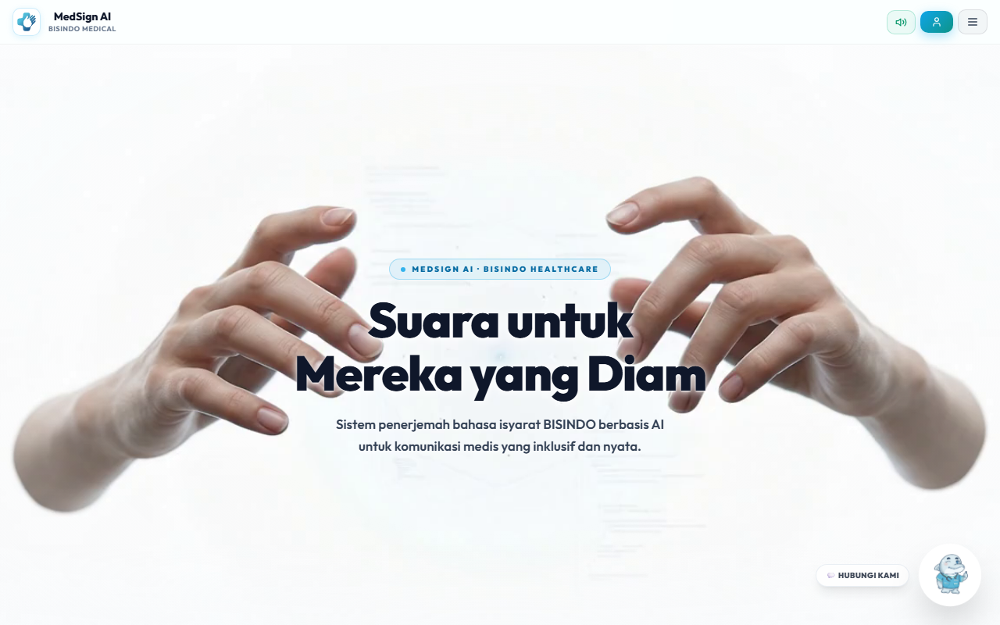 MedSign AI
BISINDO MEDICAL
MEDSIGN AI · BISINDO HEALTHCARE
Suara untuk
Mereka yang Diam
Sistem penerjemah bahasa isyarat BISINDO berbasis AI
untuk komunikasi medis yang inklusif dan nyata.
HUBUNGI KAMI